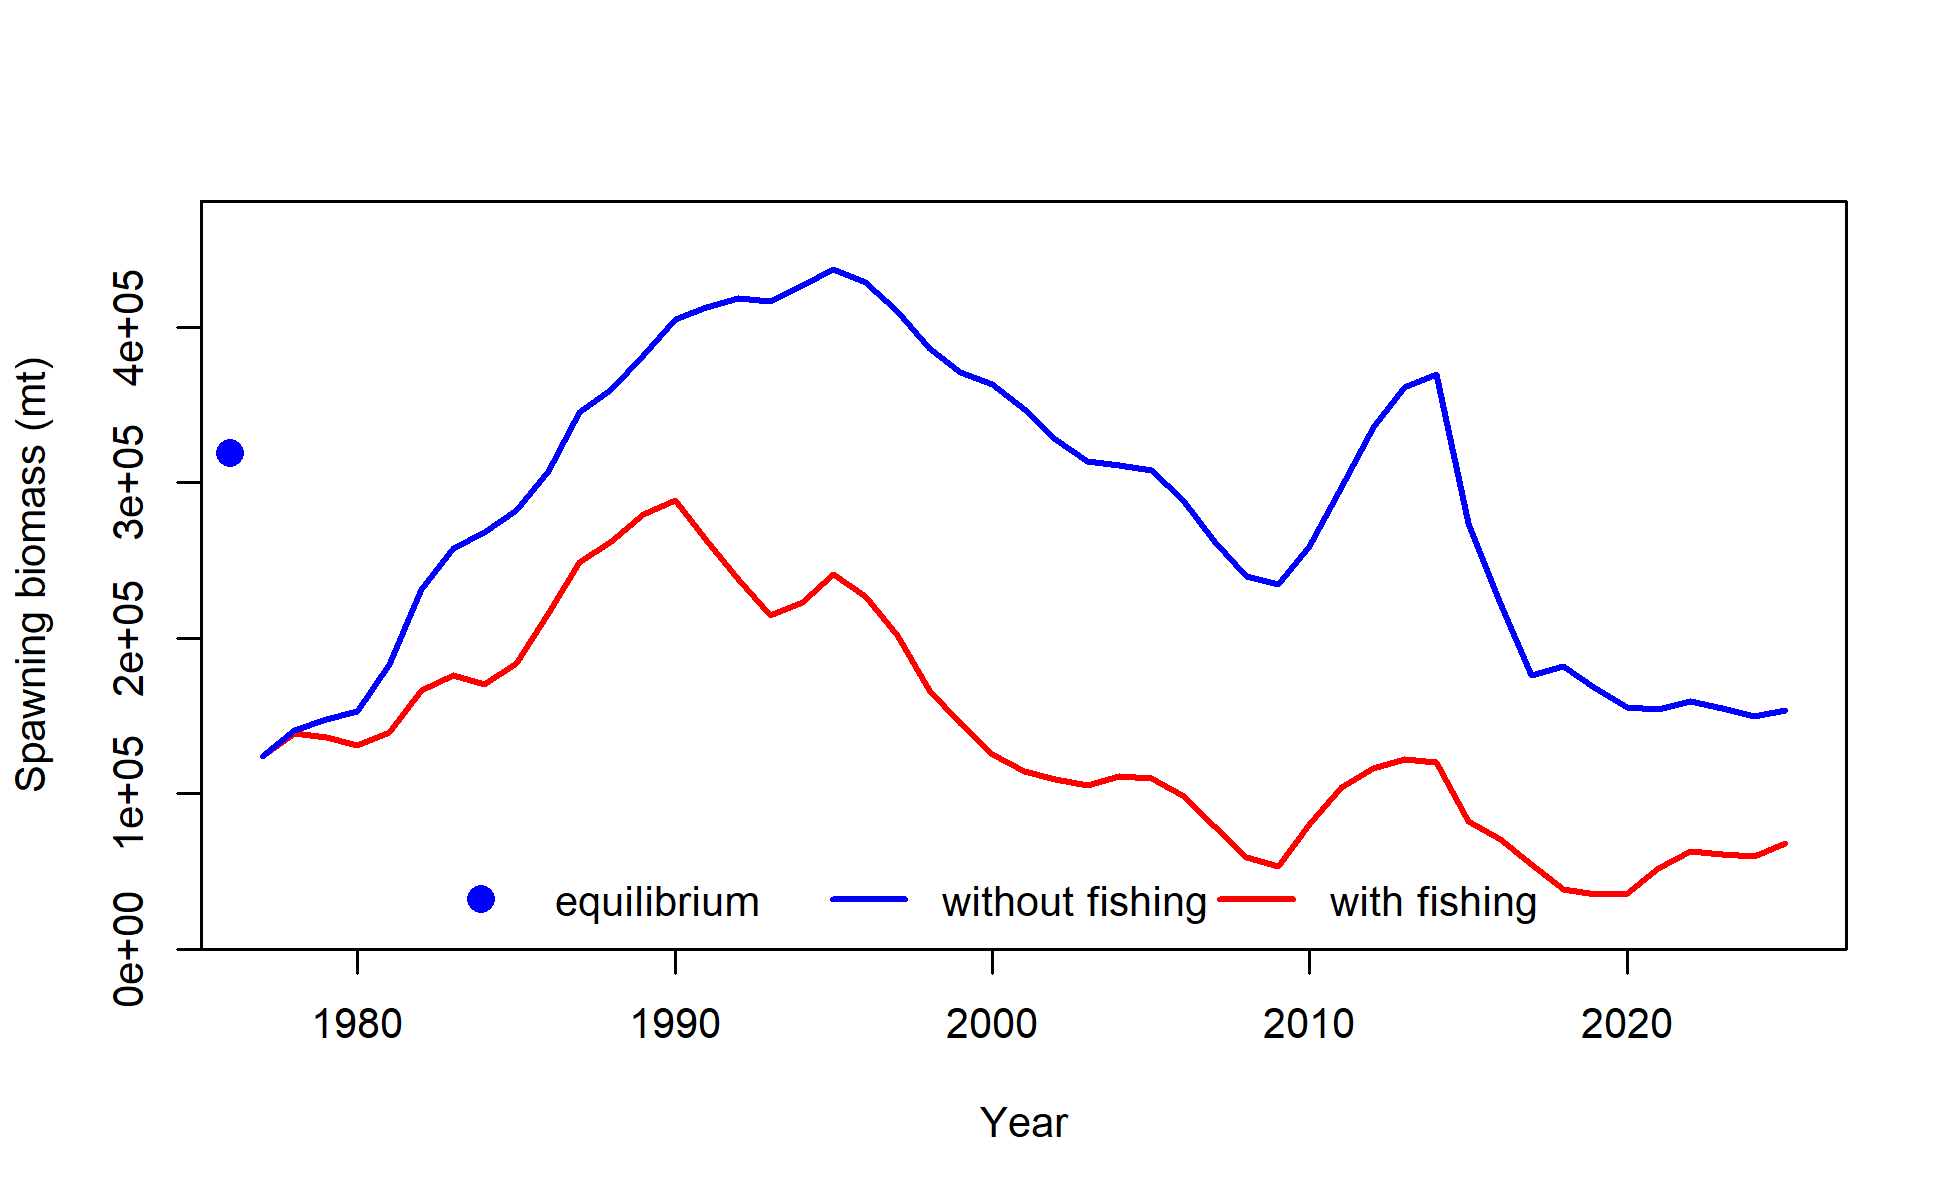 Spawning biomass (mt)
4e+05
3e+05
2e+05
1e+05
0e+00
equilibrium without fishing with fishing
1980 1990 2000 2010 2020
Year